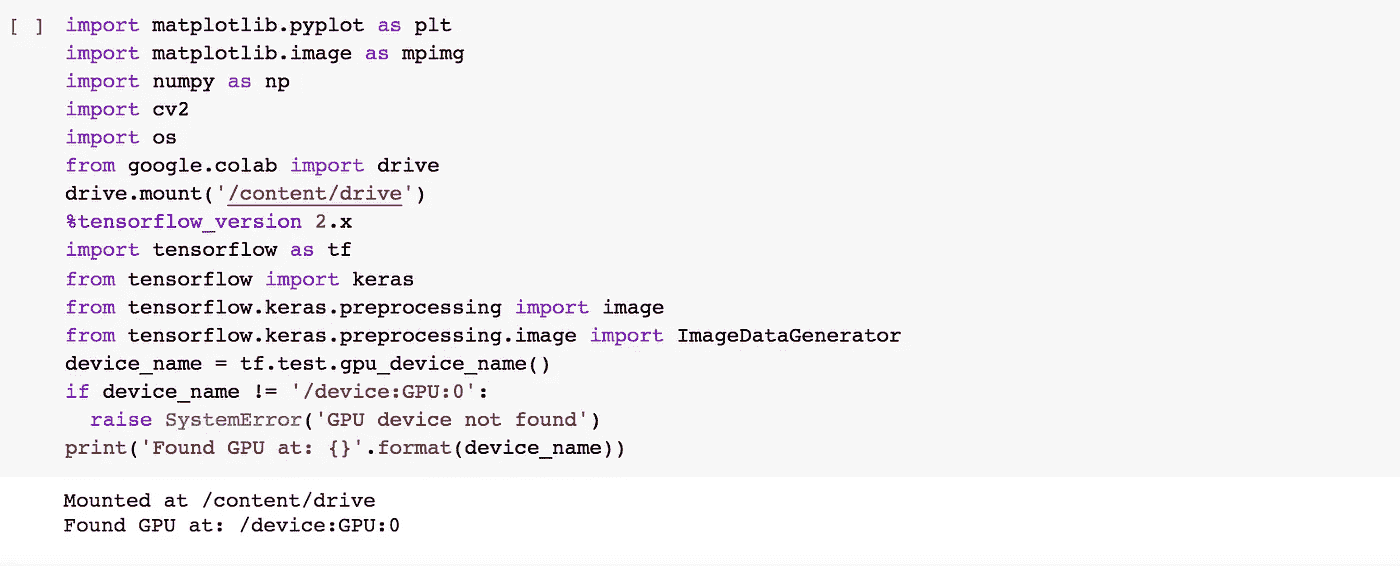 [ ] import matplotlib.pyplot as plt
import matplotlib.image as mpimg
import numpy as np
import cv2
import os
from google.colab import drive
drive.mount('/content/drive')
%tensorflow_version 2.x
import tensorflow as tf
from tensorflow import keras
from tensorflow.keras.preprocessing import image
from tensorflow.keras.preprocessing.image import ImageDataGenerator
device_name = tf.test.gpu_device_name()
if device_name != '/device:GPU:0':
  raise SystemError('GPU device not found')
print('Found GPU at: {}'.format(device_name))
Mounted at /content/drive
Found GPU at: /device:GPU:0